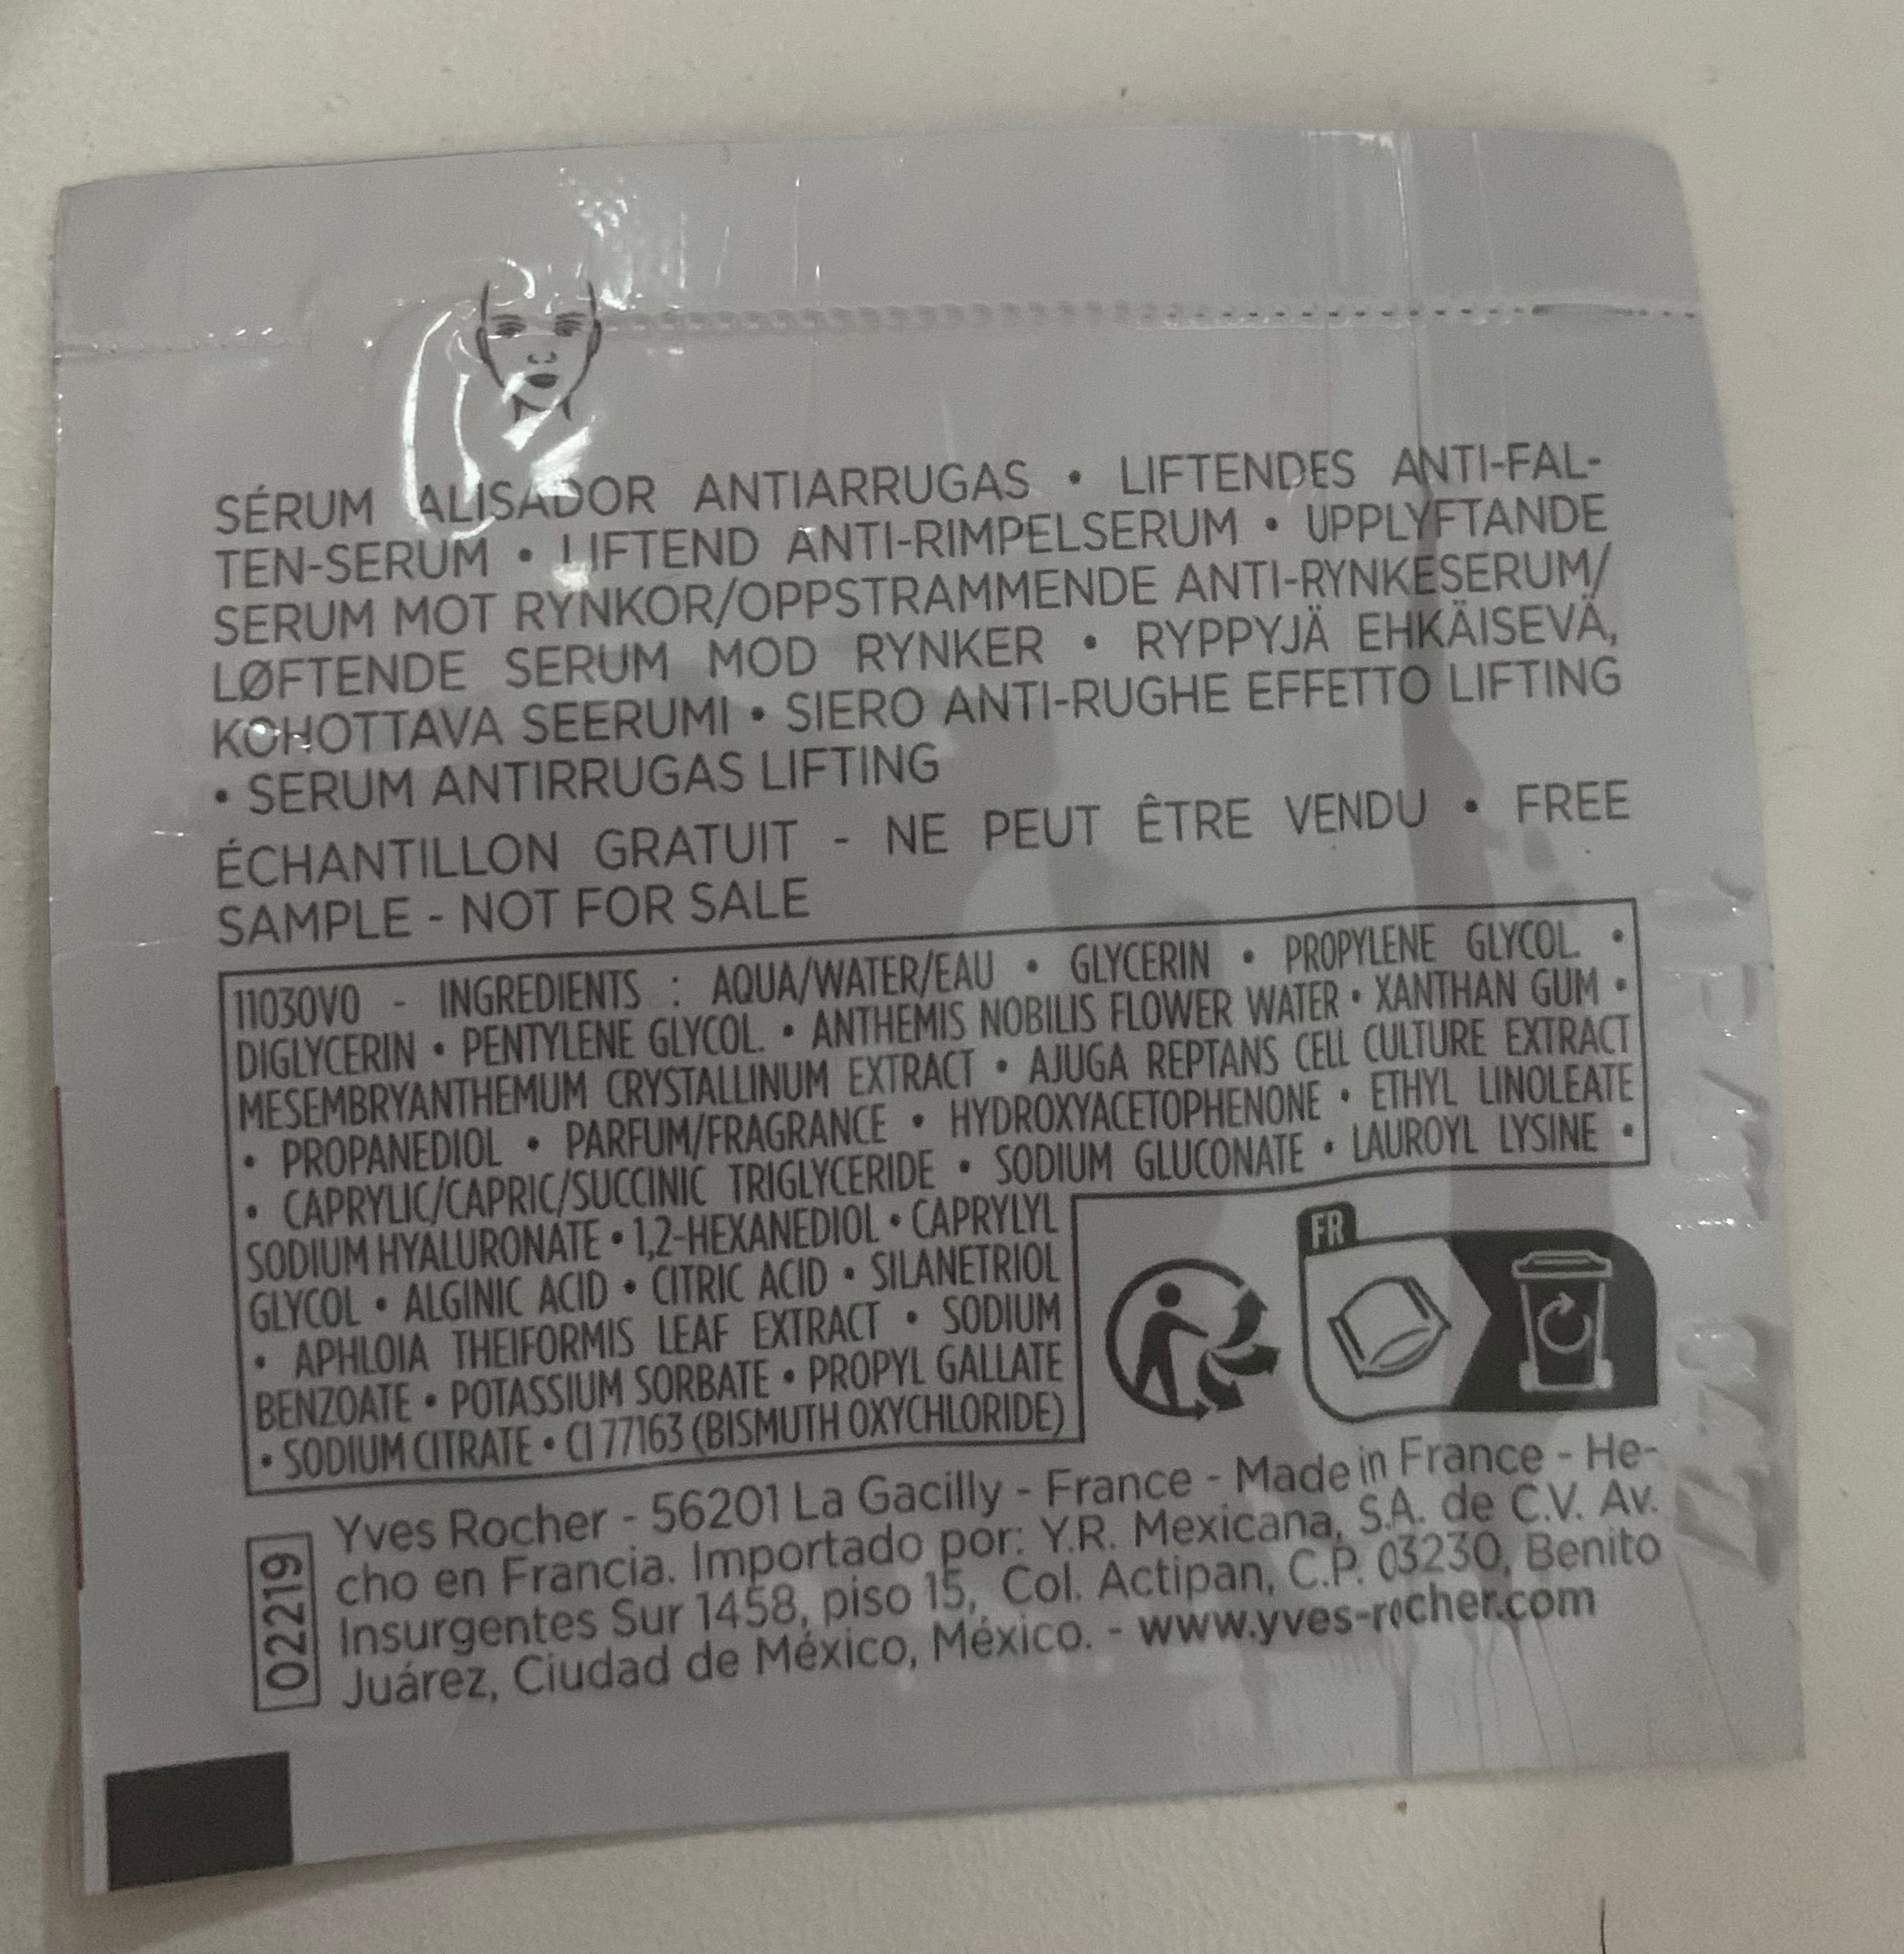 SÉRUM ALISADOR ANTIARRUGAS • LIFTENDES ANTI-FAL-
TEN-SERUM • LIFTEND ANTI-RIMPELSERUM • UPPLYFTANDE
SERUM MOT RYNKOR/OPPSTRAMMENDE ANTI-RYNKESERUM/
LØFTENDE SERUM MOD RYNKER • RYPPYJÄ EHKÄISEVÄ,
KOHOTTAVA SEERUMI • SIERO ANTI-RUGHE EFFETTO LIFTING
• SERUM ANTIRRUGAS LIFTING
ÉCHANTILLON GRATUIT - NE PEUT ÊTRE VENDU • FREE
SAMPLE - NOT FOR SALE
11030V0 - INGREDIENTS : AQUA/WATER/EAU • GLYCERIN • PROPYLENE GLYCOL •
DIGLYCERIN • PENTYLENE GLYCOL • ANTHEMIS NOBILIS FLOWER WATER • XANTHAN GUM •
MESEMBRYANTHEMUM CRYSTALLINUM EXTRACT • AJUGA REPTANS CELL CULTURE EXTRACT
• PROPANEDIOL • PARFUM/FRAGRANCE • HYDROXYACETOPHENONE • ETHYL LINOLEATE
• CAPRYLIC/CAPRIC/SUCCINIC TRIGLYCERIDE • SODIUM GLUCONATE • LAUROYL LYSINE •
SODIUM HYALURONATE • 1,2-HEXANEDIOL • CAPRYLYL
GLYCOL • ALGINIC ACID • CITRIC ACID • SILANETRIOL
• APHLOIA THEIFORMIS LEAF EXTRACT • SODIUM
BENZOATE • POTASSIUM SORBATE • PROPYL GALLATE
• SODIUM CITRATE • CI 77163 (BISMUTH OXYCHLORIDE)
FR
Yves Rocher - 56201 La Gacilly - France - Made in France - He-
cho en Francia. Importado por: Y.R. Mexicana, S.A. de C.V. Av.
Insurgentes Sur 1458, piso 15, Col. Actipan, C.P. 03230, Benito
Juárez, Ciudad de México, México. - www.yves-rocher.com
02219